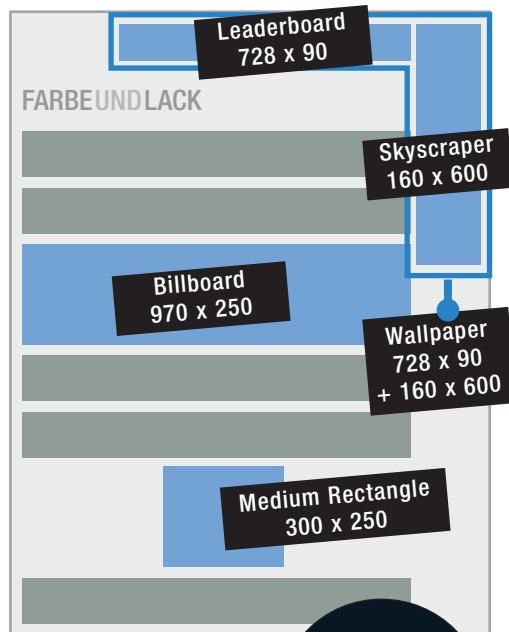 Leaderboard
728 x 90
FARBEUNDLACK
Skyscraper
160 x 600
Billboard
970 x 250
Wallpaper
728 x 90
+ 160 x 600
Medium Rectangle
300 x 250